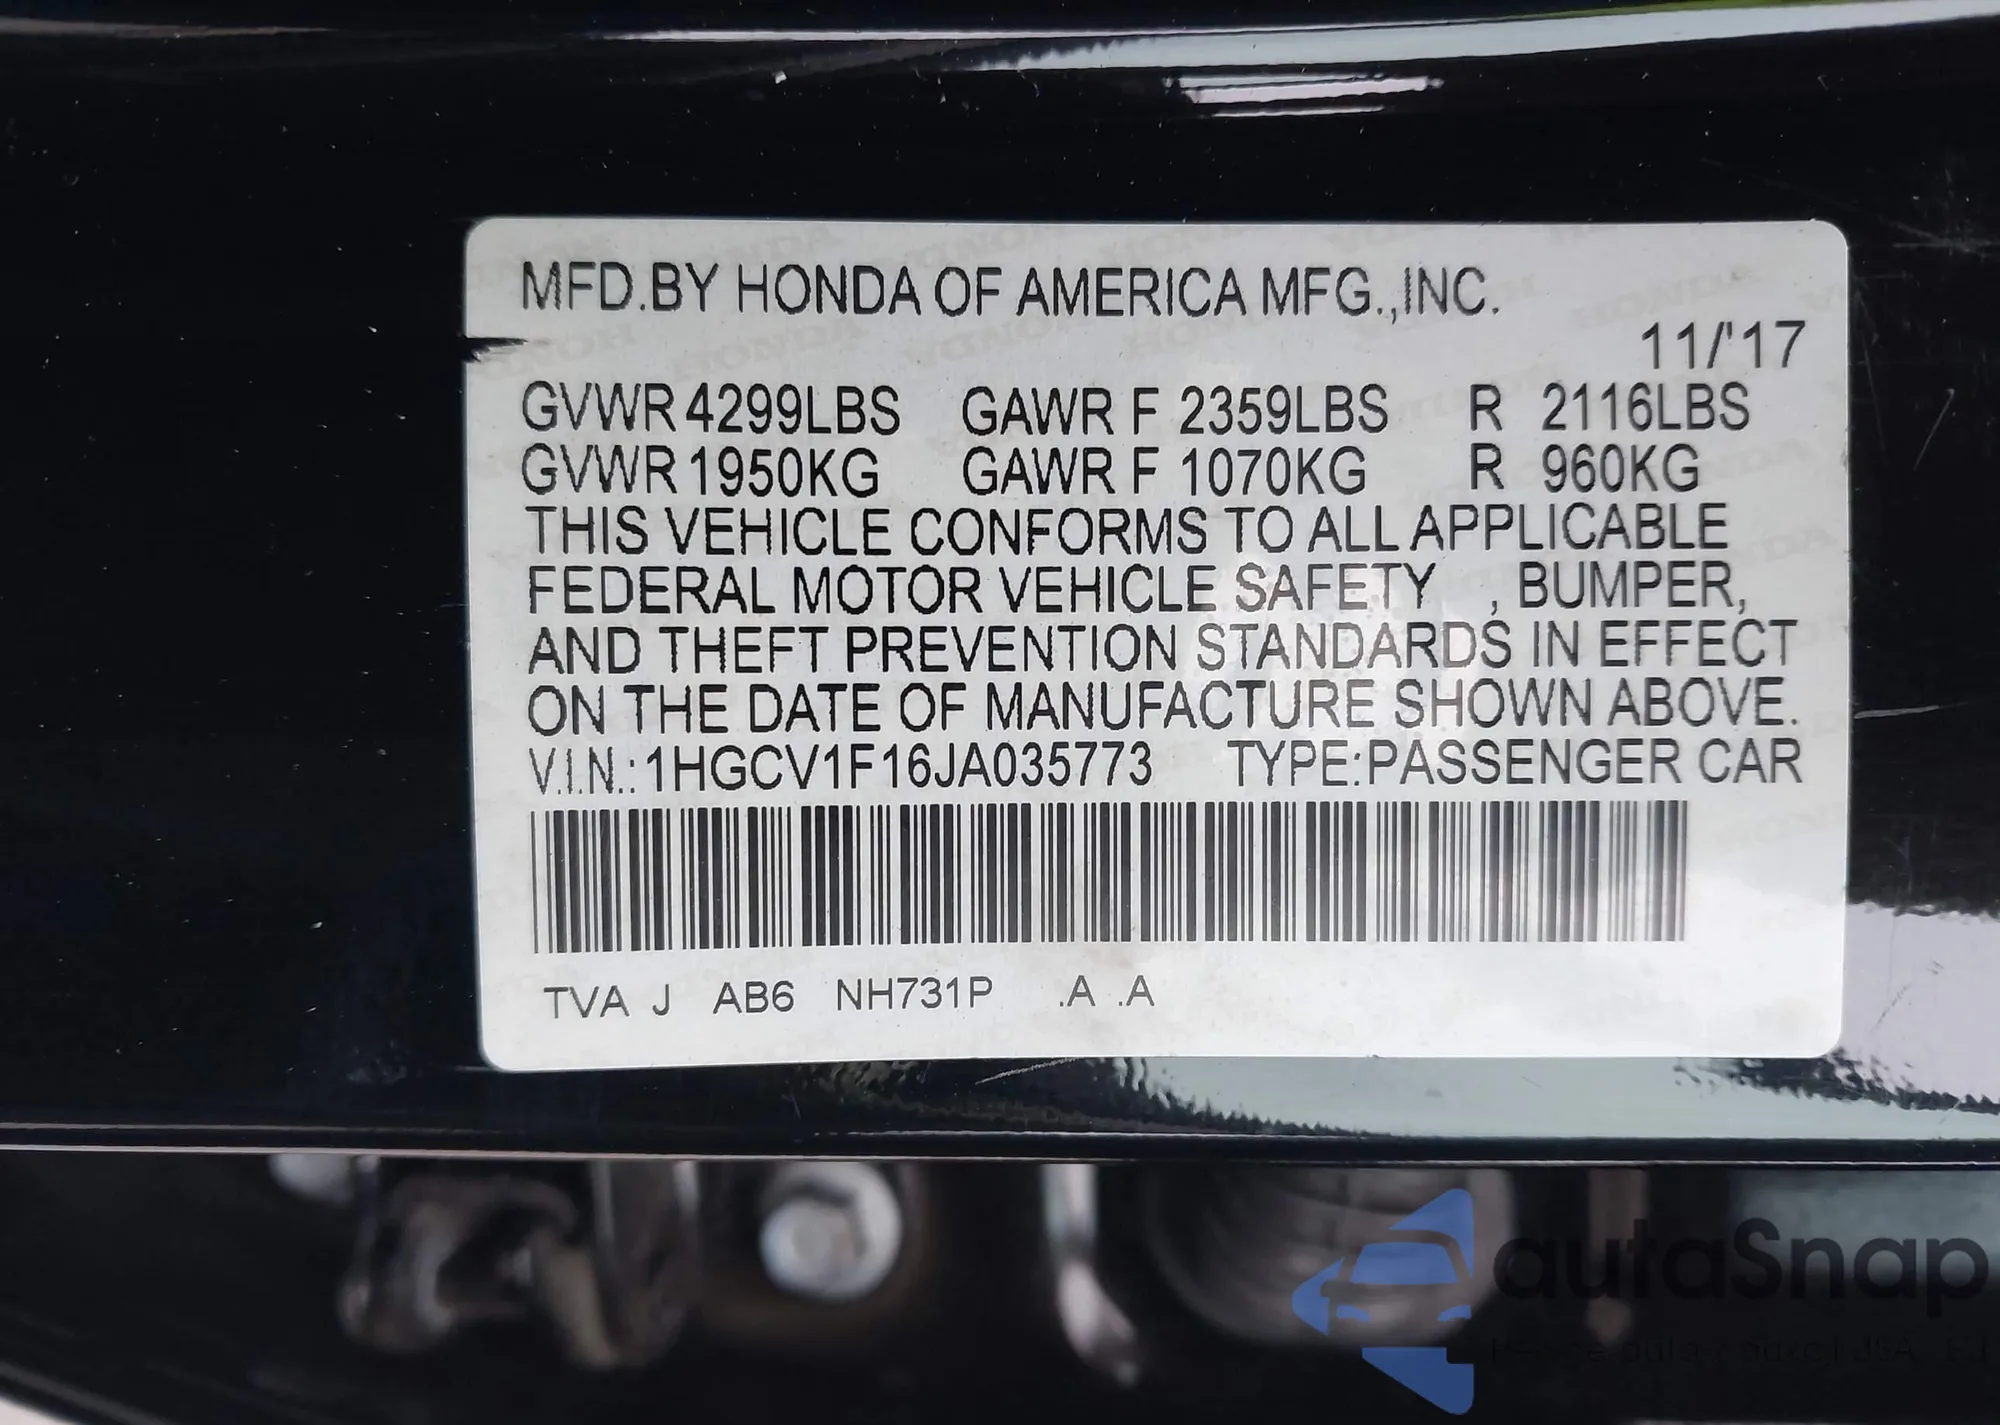 MFD.BY HONDA OF AMERICA MFG.,INC.
11/'17
GVWR 4299LBS GAWR F 2359LBS R 2116LBS
GVWR 1950KG GAWR F 1070KG R 960KG
THIS VEHICLE CONFORMS TO ALL APPLICABLE
FEDERAL MOTOR VEHICLE SAFETY , BUMPER,
AND THEFT PREVENTION STANDARDS IN EFFECT
ON THE DATE OF MANUFACTURE SHOWN ABOVE.
V.I.N.: 1HGCV1F16JA035773 TYPE:PASSENGER CAR
TVA J AB6 NH731P .A .A
autaSnap